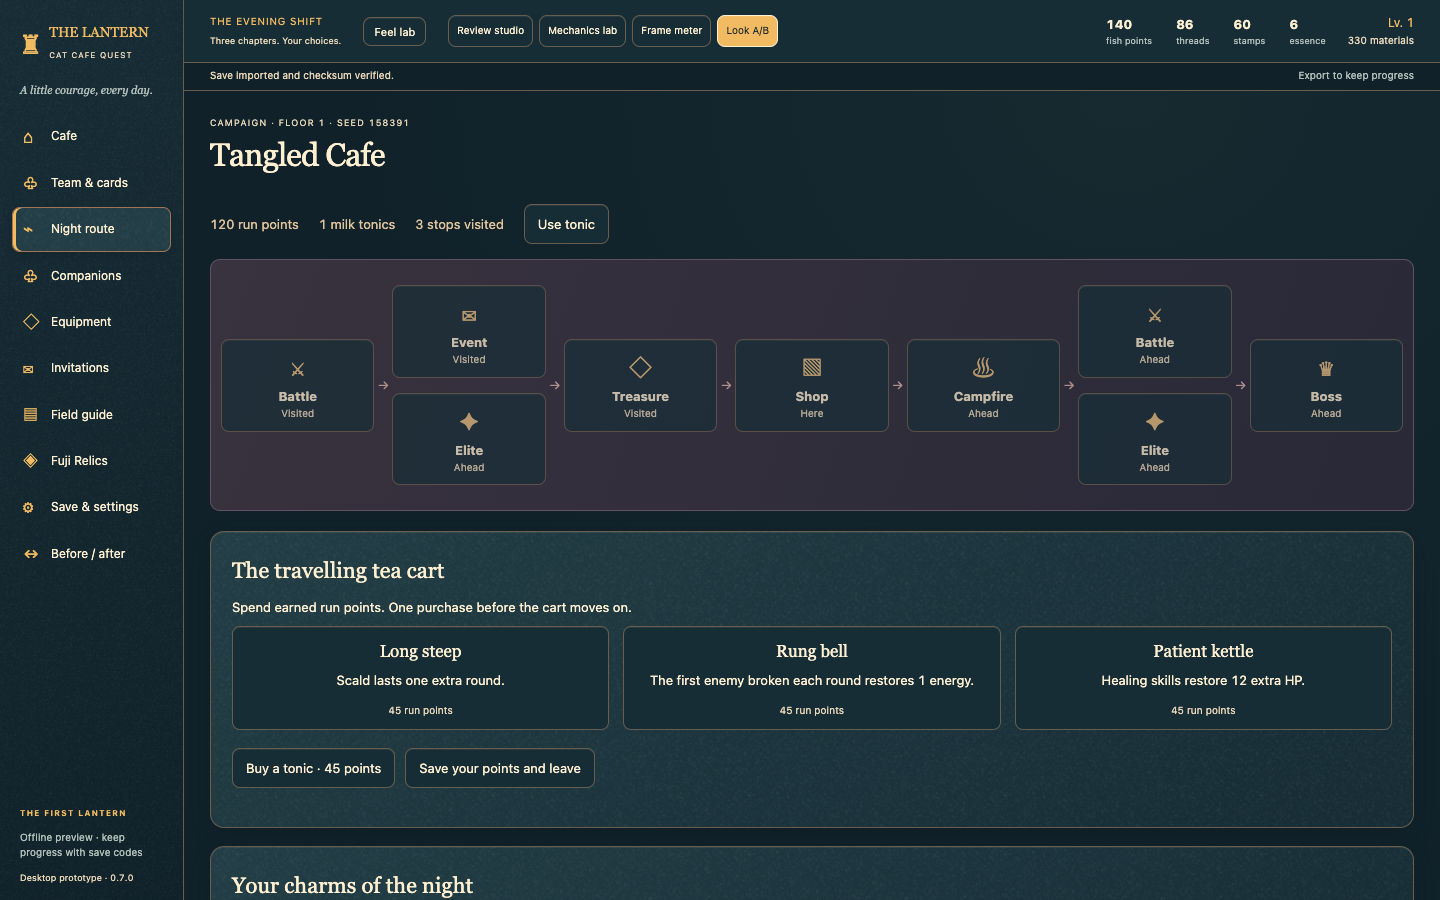 THE LANTERN
CAT CAFE QUEST
A little courage, every day.
Cafe
Team & cards
Night route
Companions
Equipment
Invitations
Field guide
Fuji Relics
Save & settings
Before / after
THE FIRST LANTERN
Offline preview · keep
progress with save codes
Desktop prototype · 0.7.0
THE EVENING SHIFT
Three chapters. Your choices.
Feel lab
Review studio
Mechanics lab
Frame meter
Look A/B
140
fish points
86
threads
60
stamps
6
essence
Lv. 1
330 materials
Save imported and checksum verified.
Export to keep progress
CAMPAIGN · FLOOR 1 · SEED 158391
Tangled Cafe
120 run points
1 milk tonics
3 stops visited
Use tonic
Battle
Visited
Event
Visited
Elite
Ahead
Treasure
Visited
Shop
Here
Campfire
Ahead
Battle
Ahead
Elite
Ahead
Boss
Ahead
The travelling tea cart
Spend earned run points. One purchase before the cart moves on.
Long steep
Scald lasts one extra round.
45 run points
Rung bell
The first enemy broken each round restores 1 energy.
45 run points
Patient kettle
Healing skills restore 12 extra HP.
45 run points
Buy a tonic · 45 points
Save your points and leave
Your charms of the night